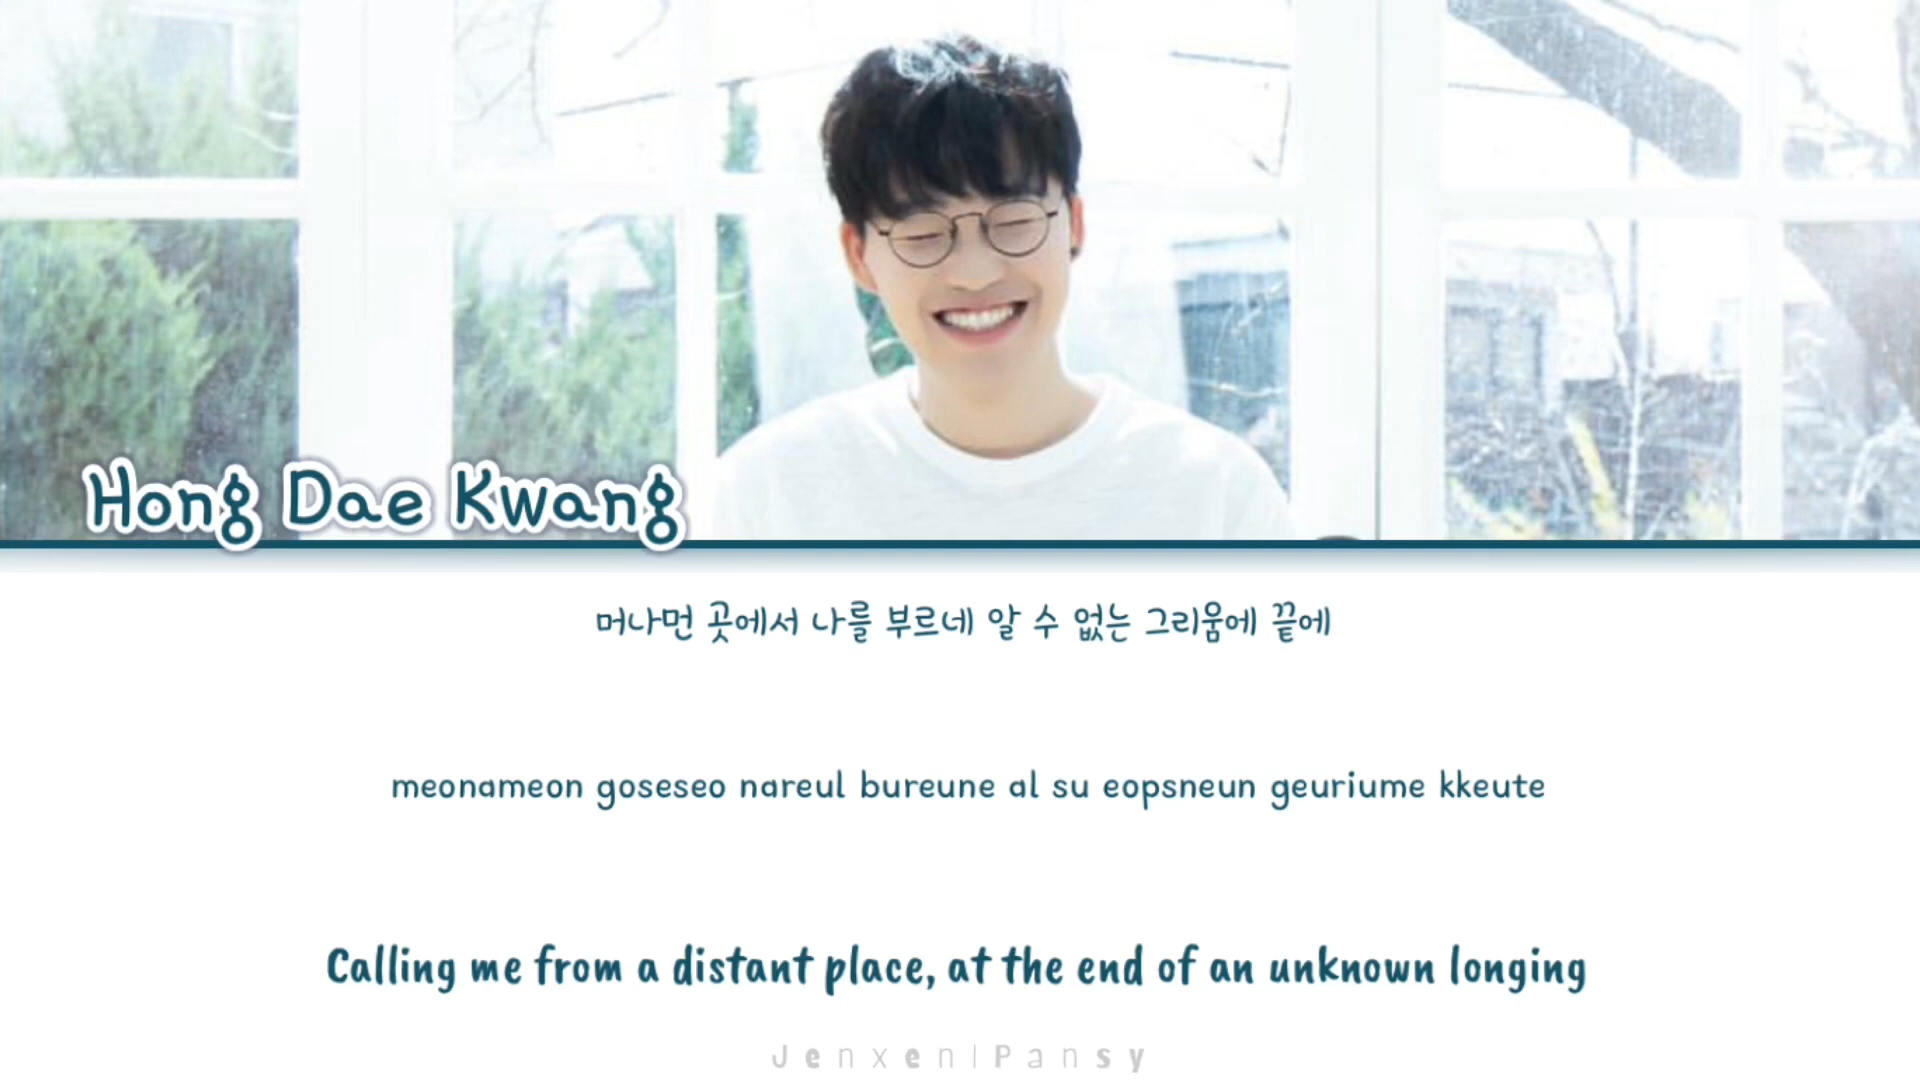 Hong Dae Kwang
머나먼 곳에서 나를 부르네 알 수 없는 그리움에 끝에
meonameon goseseo nareul bureune al su eopsneun geuriume kkeute
Calling me from a distant place, at the end of an unknown longing
Jenxen|Pansy